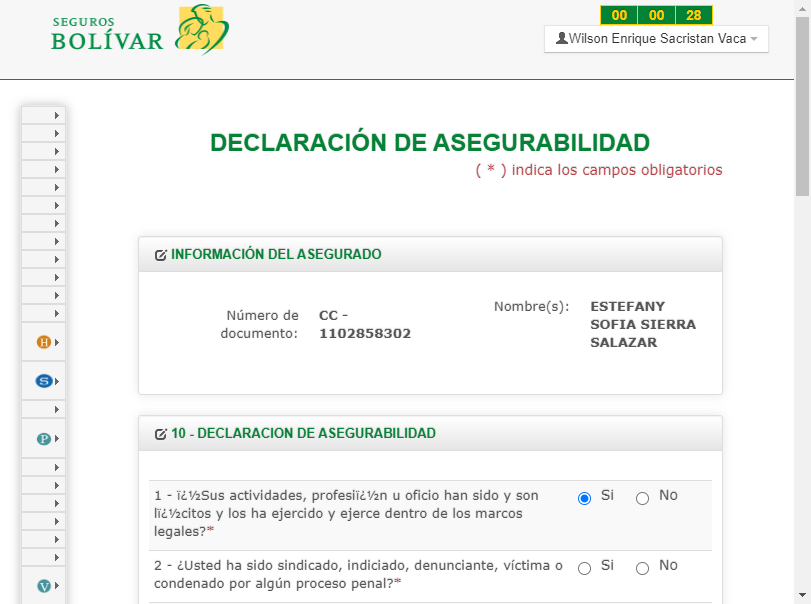 SEGUROS
BOLÍVAR
00 00 28
Wilson Enrique Sacristan Vaca
DECLARACIÓN DE ASEGURABILIDAD
( * ) indica los campos obligatorios
INFORMACIÓN DEL ASEGURADO
Número de documento:
CC -
1102858302
Nombre(s):
ESTEFANY
SOFIA SIERRA
SALAZAR
10 - DECLARACION DE ASEGURABILIDAD
1 - ï¿½Sus actividades, profesiï¿½n u oficio han sido y son
lï¿½citos y los ha ejercido y ejerce dentro de los marcos
legales?*
Si No
2 - ¿Usted ha sido sindicado, indiciado, denunciante, víctima o
condenado por algún proceso penal?*
Si No
H
S
P
V